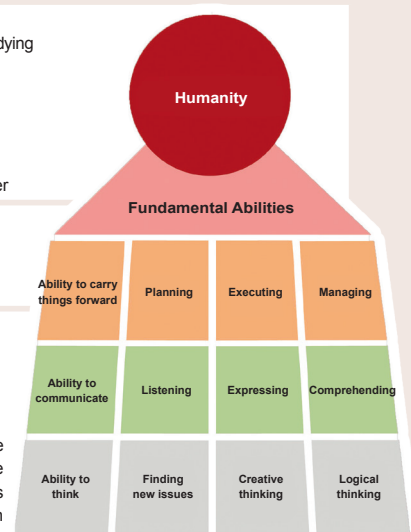 dying
er
Humanity
Fundamental Abilities
Ability to carry
things forward
Planning
Executing
Managing
Ability to
communicate
Listening
Expressing
Comprehending
e
e
s
Ability to
think
Finding
new issues
Creative
thinking
Logical
thinking